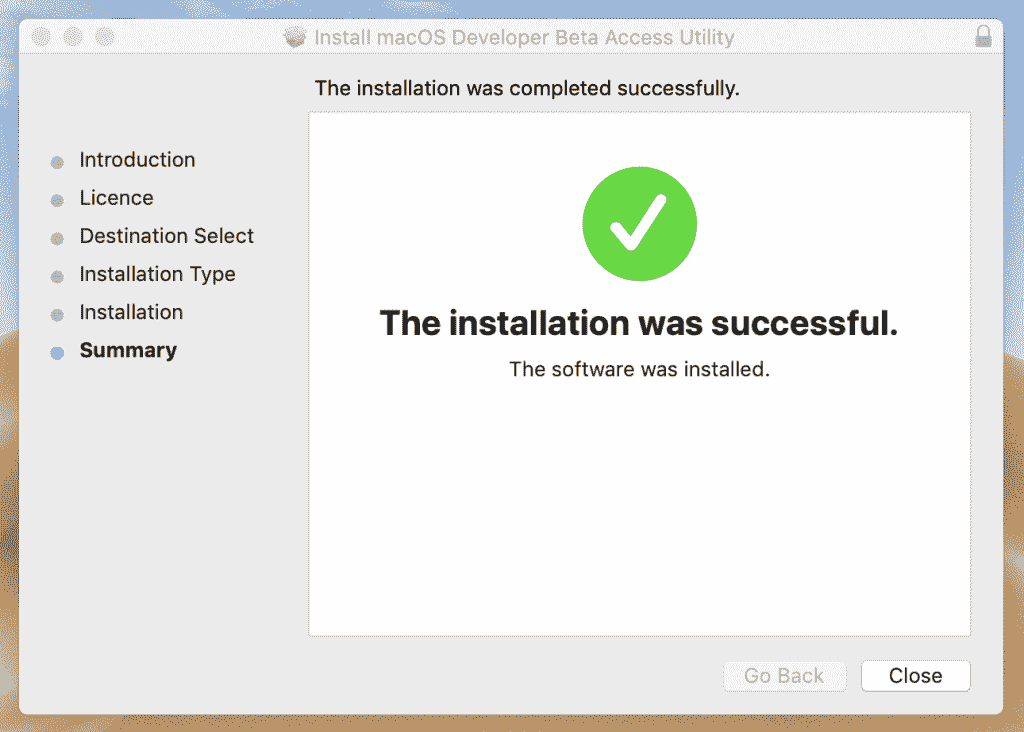 Install macOS Developer Beta Access Utility
The installation was completed successfully.
Introduction
Licence
Destination Select
Installation Type
Installation
Summary
The installation was successful.
The software was installed.
Go Back
Close